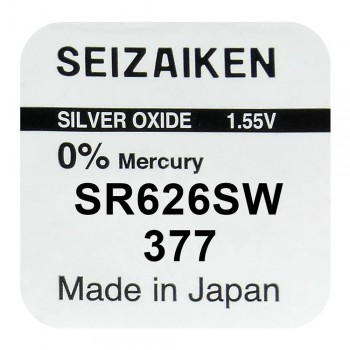 SEIZAIKEN
SILVER OXIDE 1.55V
0% Mercury
SR626SW
377
Made in Japan